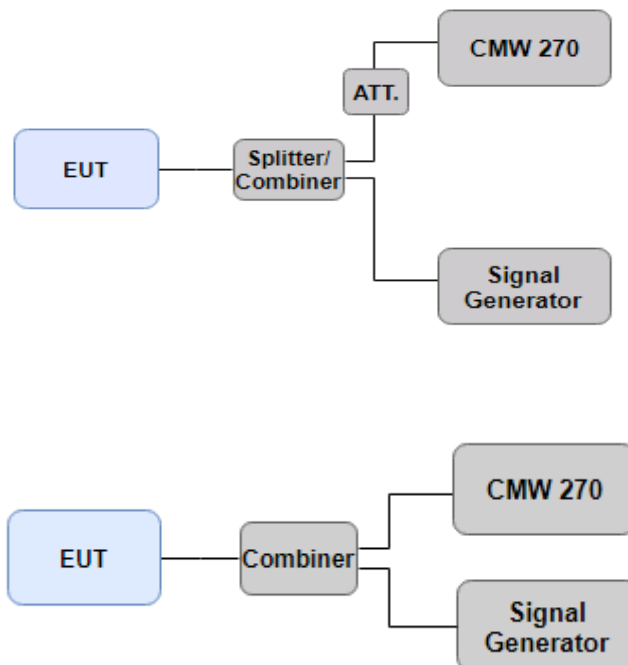 CMW 270
ATT.
EUT
Splitter/
Combiner
Signal
Generator
CMW 270
EUT
Combiner
Signal
Generator